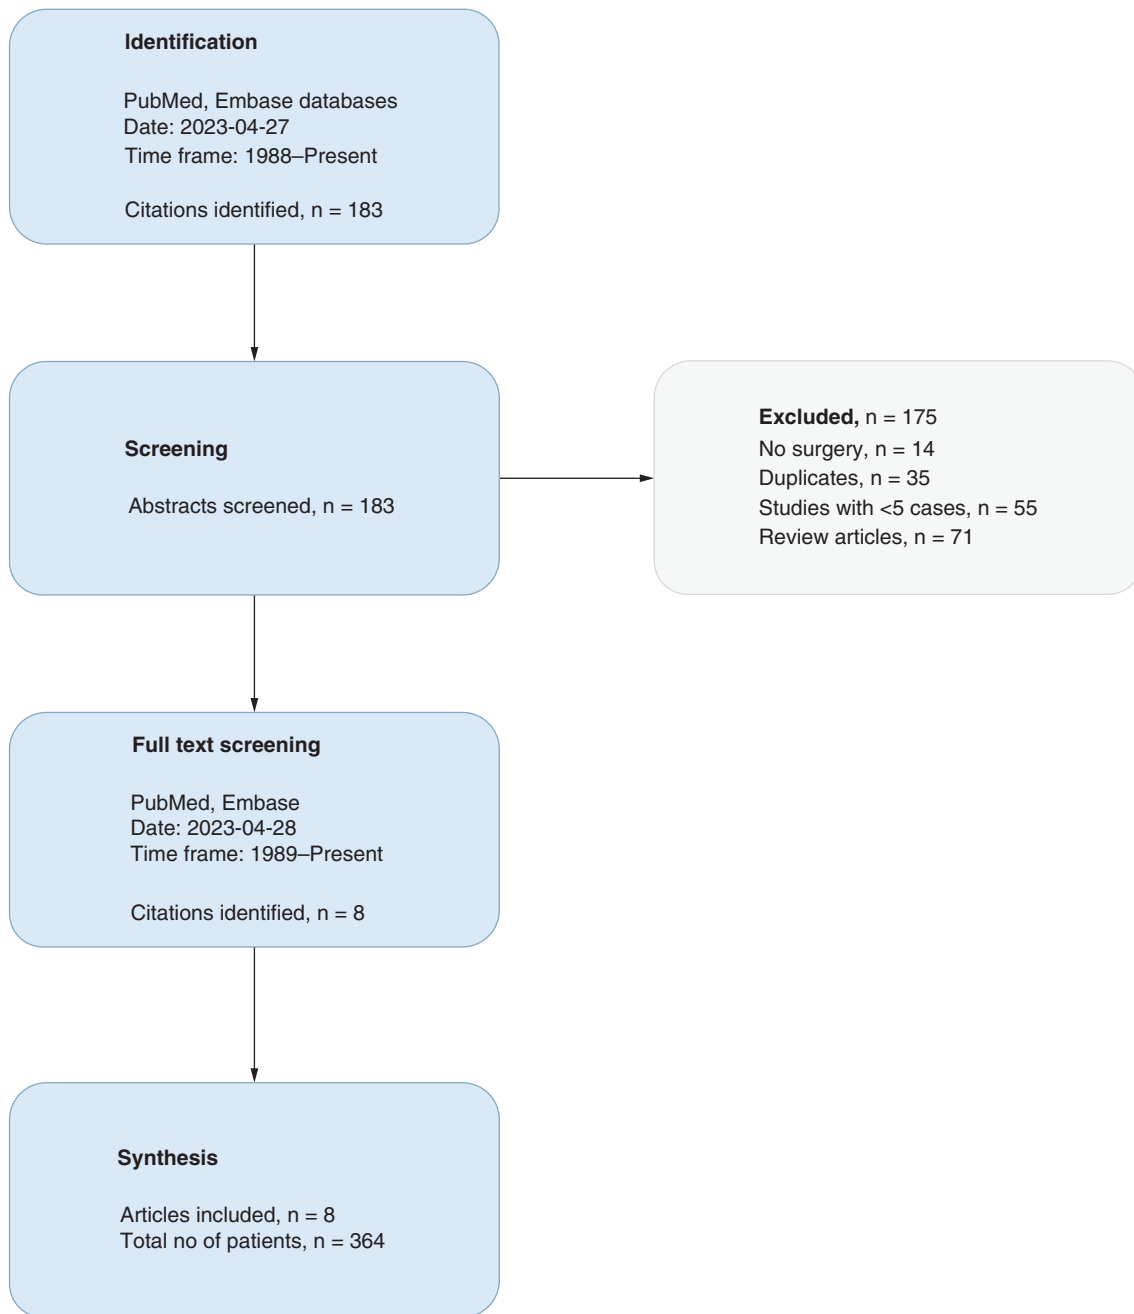 Identification
PubMed, Embase databases
Date: 2023-04-27
Time frame: 1988–Present
Citations identified, n = 183
Screening
Abstracts screened, n = 183
Excluded, n = 175
No surgery, n = 14
Duplicates, n = 35
Studies with <5 cases, n = 55
Review articles, n = 71
Full text screening
PubMed, Embase
Date: 2023-04-28
Time frame: 1989–Present
Citations identified, n = 8
Synthesis
Articles included, n = 8
Total no of patients, n = 364